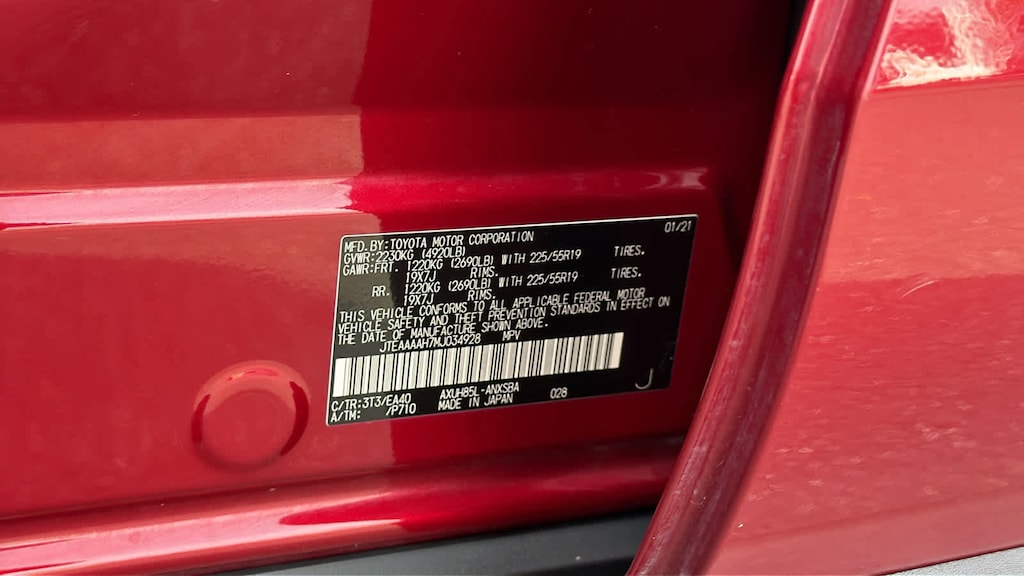 MFD.BY:TOYOTA MOTOR CORPORATION 01/21
GVWR:2230KG (4920LB)
GAWR:FRT. 1220KG (2690LB) WITH 225/55R19 TIRES.
19X7J RIMS.
RR. 1220KG (2690LB) WITH 225/55R19 TIRES.
19X7J RIMS.
THIS VEHICLE CONFORMS TO ALL APPLICABLE FEDERAL MOTOR
VEHICLE SAFETY AND THEFT PREVENTION STANDARDS IN EFFECT ON
THE DATE OF MANUFACTURE SHOWN ABOVE.
JTEAAAAH7MJ034928 MPV
C/TR:3T3/EA40 AXUH85L-ANXSBA 028
A/TM: /P710 MADE IN JAPAN
J